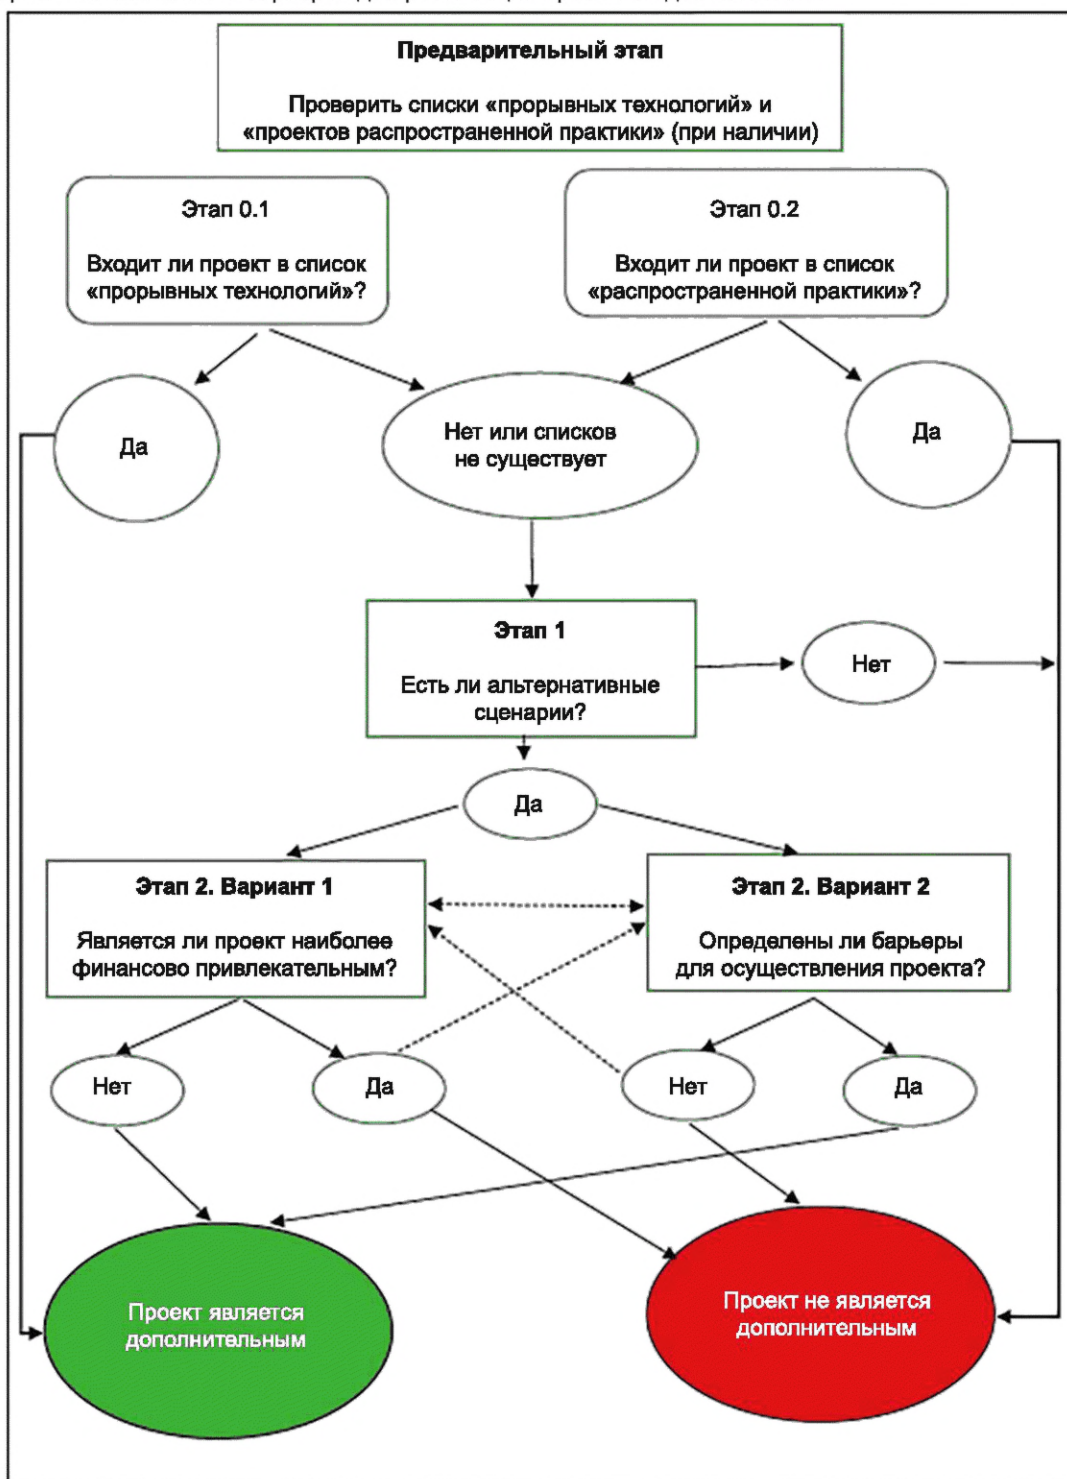 Предварительный этап
Проверить списки «прорывных технологий» и
«проектов распространенной практики» (при наличии)
Этап 0.1
Входит ли проект в список
«прорывных технологий»?
Этап 0.2
Входит ли проект в список
«распространенной практики»?
Да
Нет или списков
не существует
Да
Этап 1
Есть ли альтернативные
сценарии?
Нет
Да
Этап 2. Вариант 1
Является ли проект наиболее
финансово привлекательным?
Этап 2. Вариант 2
Определены ли барьеры
для осуществления проекта?
Нет
Да
Нет
Да
Проект является
дополнительным
Проект не является
дополнительным